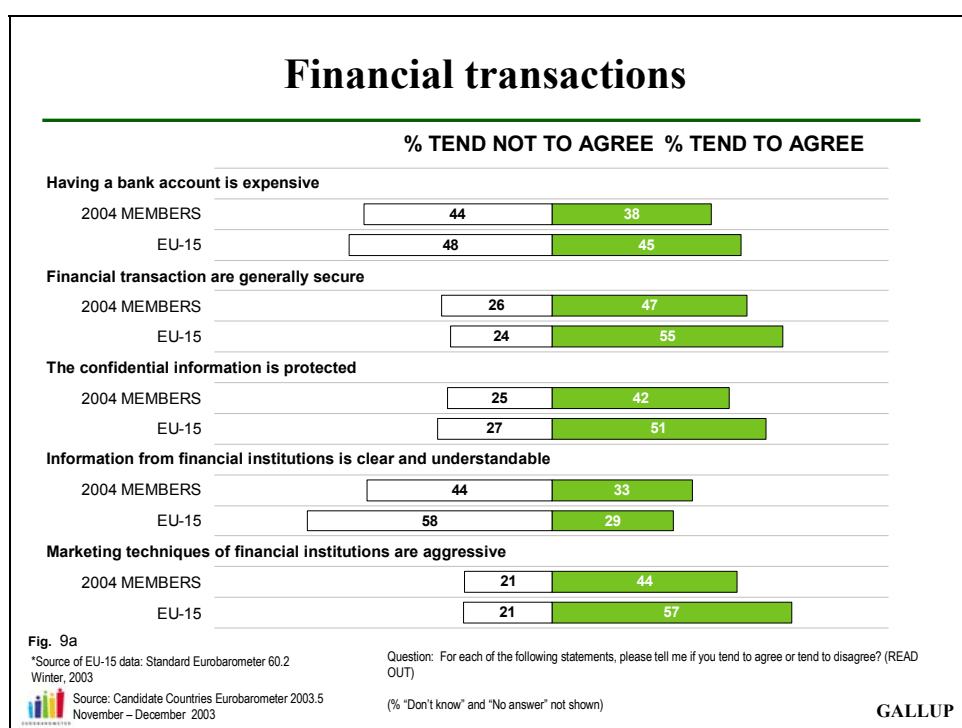 Financial transactions
% TEND NOT TO AGREE % TEND TO AGREE
Having a bank account is expensive
2004 MEMBERS 44 38
EU-15 48 45
Financial transaction are generally secure
2004 MEMBERS 26 47
EU-15 24 55
The confidential information is protected
2004 MEMBERS 25 42
EU-15 27 51
Information from financial institutions is clear and understandable
2004 MEMBERS 44 33
EU-15 58 29
Marketing techniques of financial institutions are aggressive
2004 MEMBERS 21 44
EU-15 21 57
Fig. 9a
*Source of EU-15 data: Standard Eurobarometer 60.2
Winter, 2003
Source: Candidate Countries Eurobarometer 2003.5
November – December 2003
EUROBAROMETER
Question: For each of the following statements, please tell me if you tend to agree or tend to disagree? (READ
OUT)
(% “Don’t know” and “No answer” not shown)
GALLUP